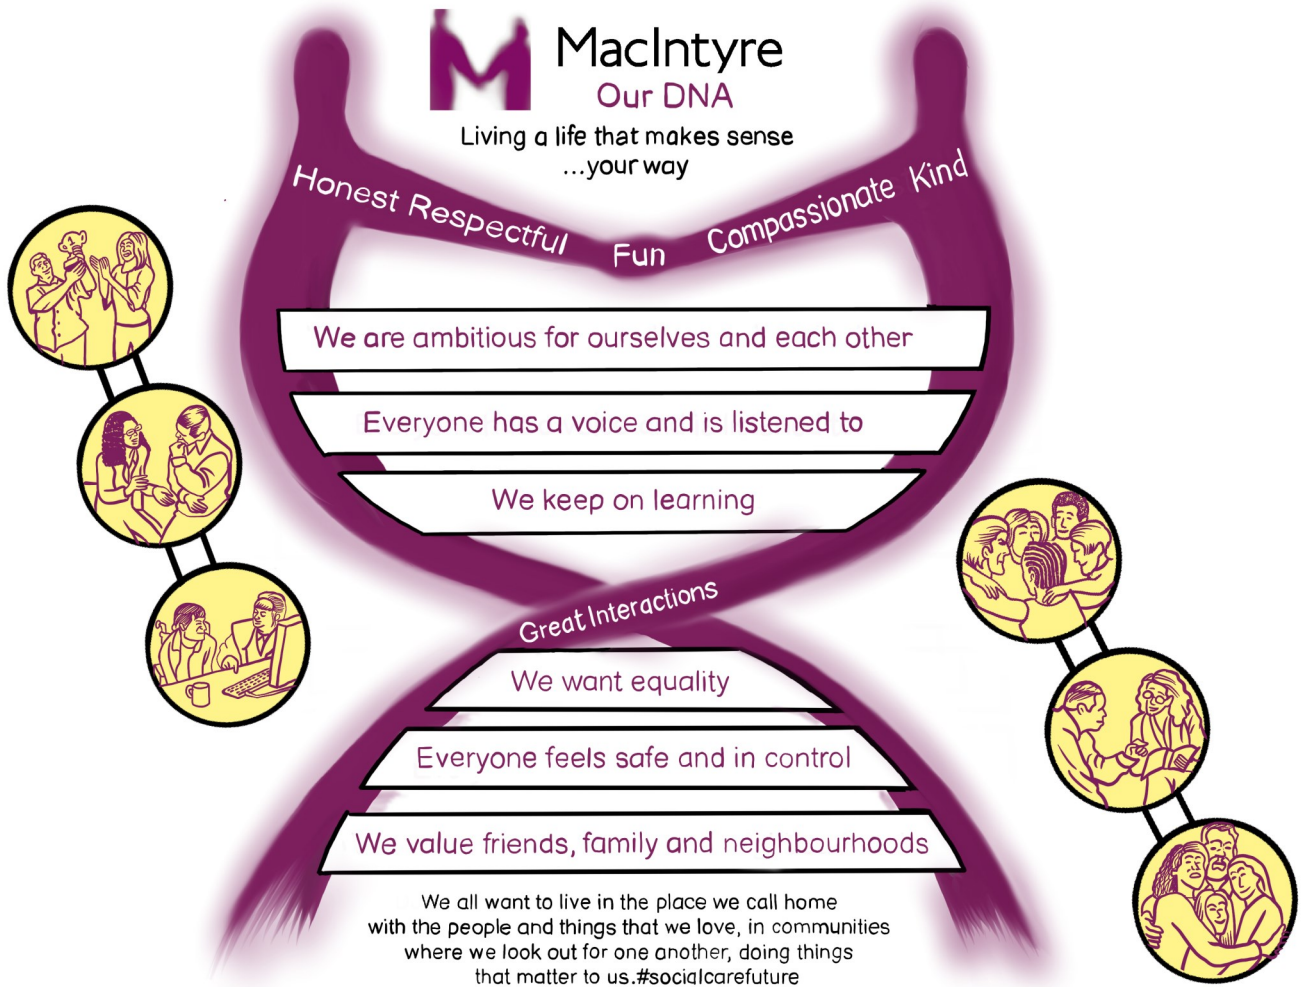 MacIntyre
Our DNA
Living a life that makes sense
...your way
Honest Respectful Fun Compassionate Kind
We are ambitious for ourselves and each other
Everyone has a voice and is listened to
We keep on learning
Great Interactions
We want equality
Everyone feels safe and in control
We value friends, family and neighbourhoods
We all want to live in the place we call home
with the people and things that we love, in communities
where we look out for one another, doing things
that matter to us.#socialcarefuture